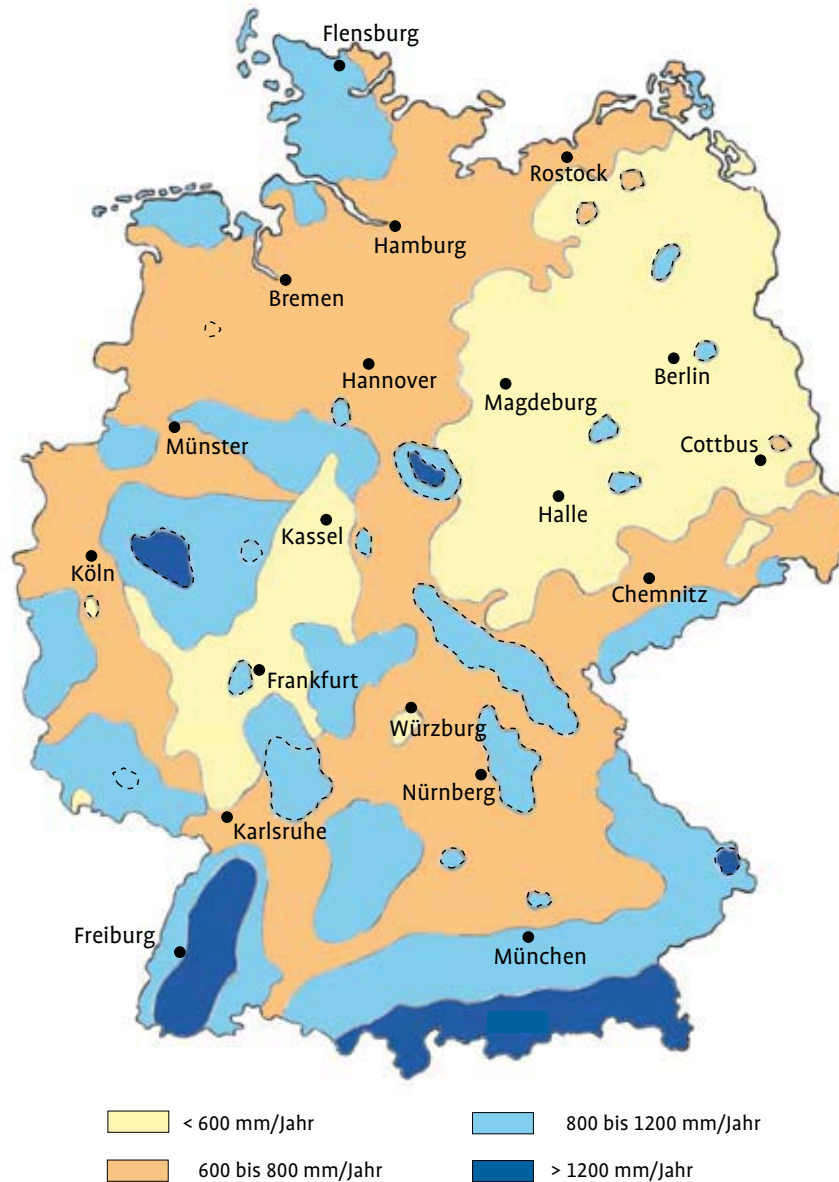 Flensburg
Rostock
Hamburg
Bremen
Hannover
Berlin
Magdeburg
Münster
Cottbus
Halle
Kassel
Köln
Chemnitz
Frankfurt
Würzburg
Nürnberg
Karlsruhe
Freiburg
München
< 600 mm/Jahr
800 bis 1200 mm/Jahr
600 bis 800 mm/Jahr
> 1200 mm/Jahr